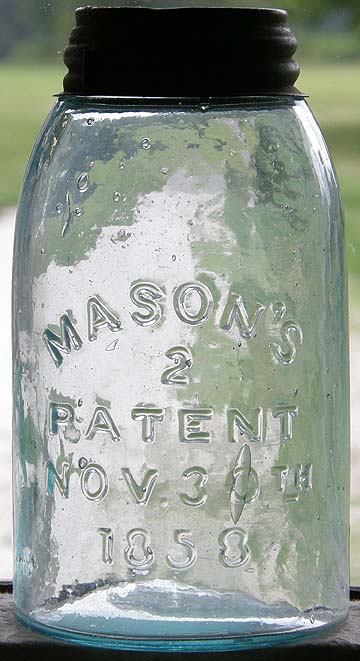 MASON'S
2
PATENT
NOV. 30TH
1858